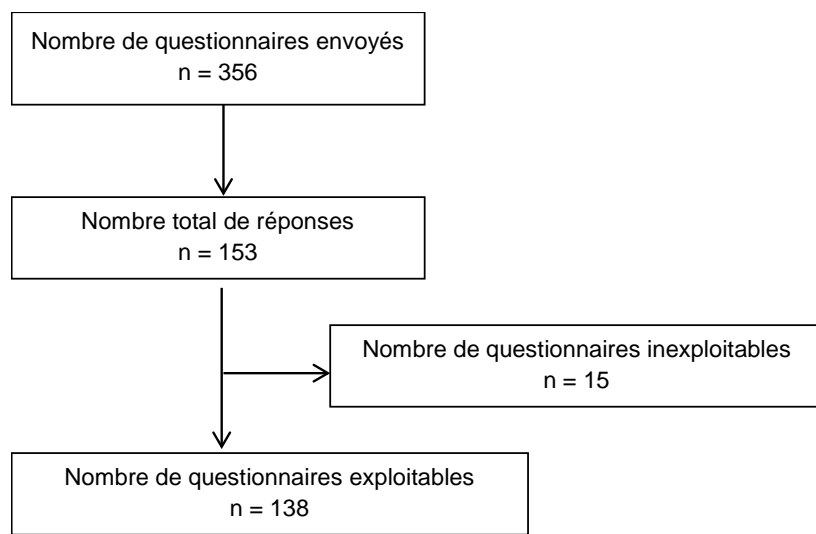 Nombre de questionnaires envoyés
n = 356
Nombre total de réponses
n = 153
Nombre de questionnaires inexploitables
n = 15
Nombre de questionnaires exploitables
n = 138